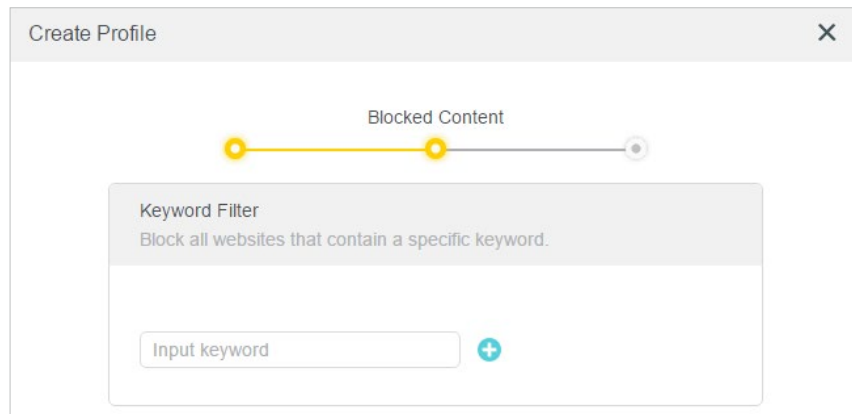 Create Profile
Blocked Content
Keyword Filter
Block all websites that contain a specific keyword.
Input keyword